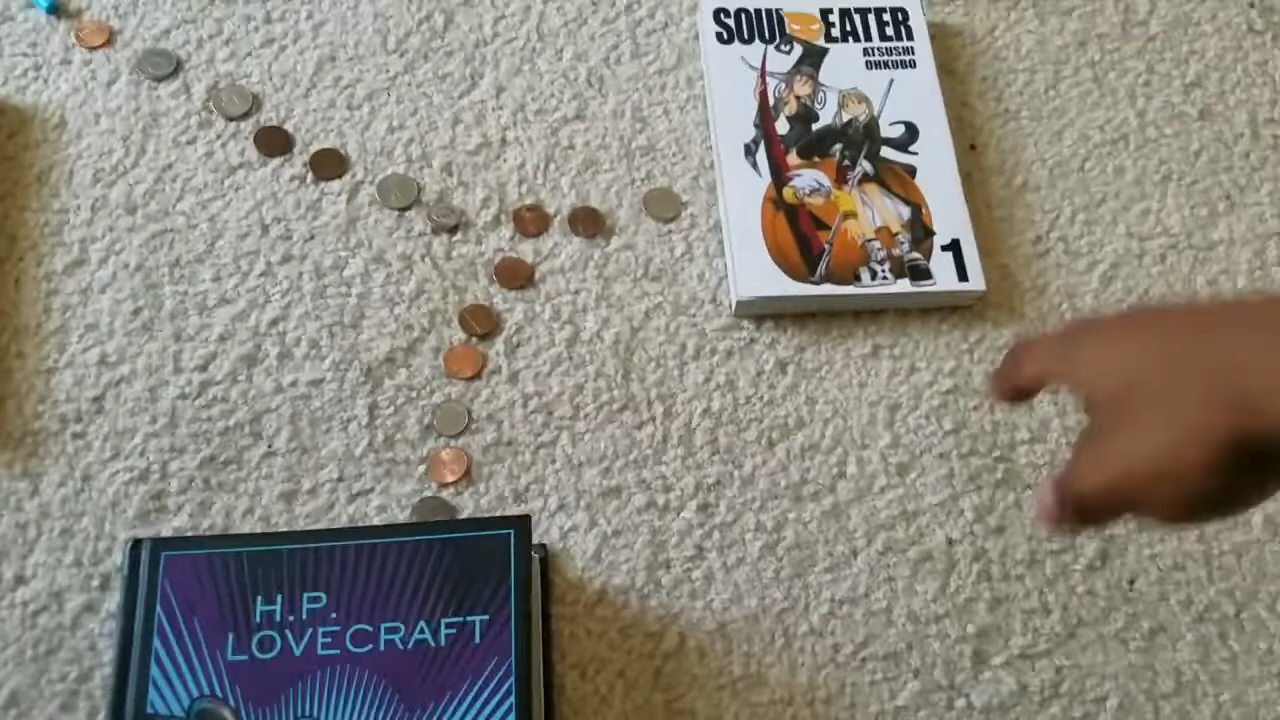 SOUL EATER
ATSUSHI
OHKUBO
1
H.P.
LOVECRAFT